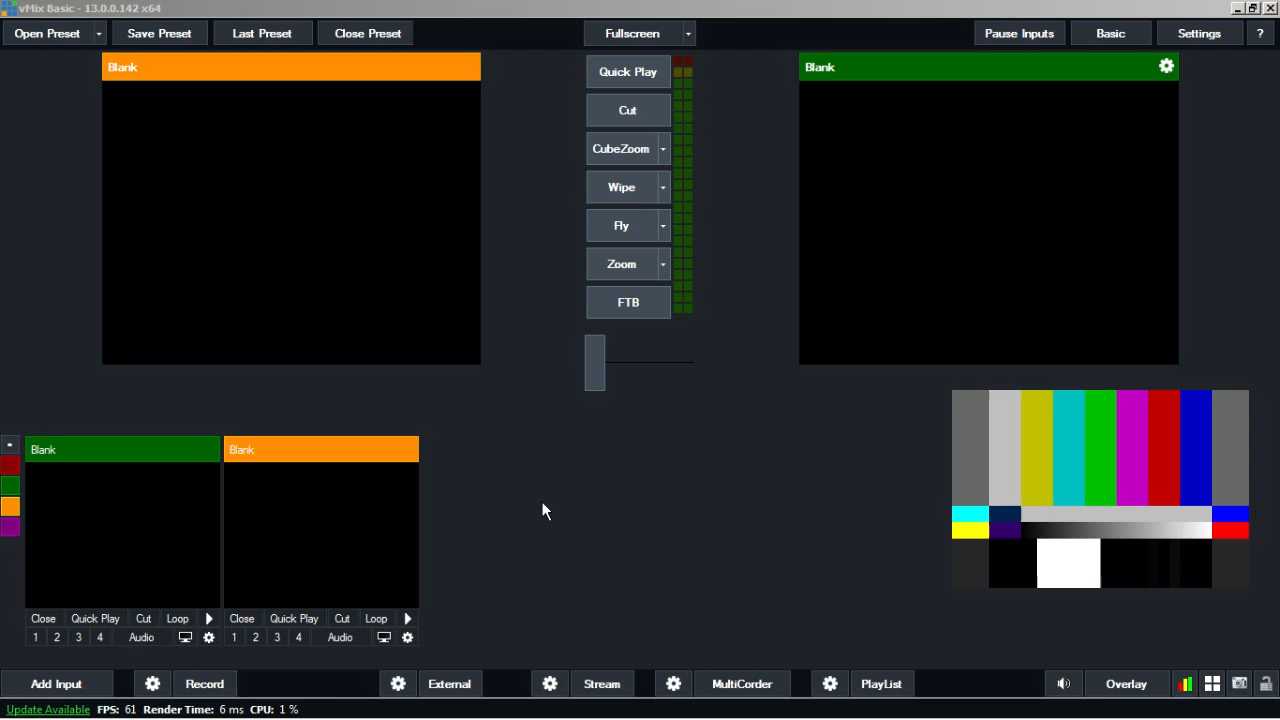 vMix Basic - 13.0.0.142 x64
Open Preset Save Preset Last Preset Close Preset Fullscreen Pause Inputs Basic Settings ?
Blank
Blank
Quick Play
Cut
CubeZoom
Wipe
Fly
Zoom
FTB
Blank
Blank
Close Quick Play Cut Loop
1 2 3 4 Audio
Close Quick Play Cut Loop
1 2 3 4 Audio
Add Input Record External Stream MultiCorder PlayList Overlay
Update Available FPS: 61 Render Time: 6 ms CPU: 1 %